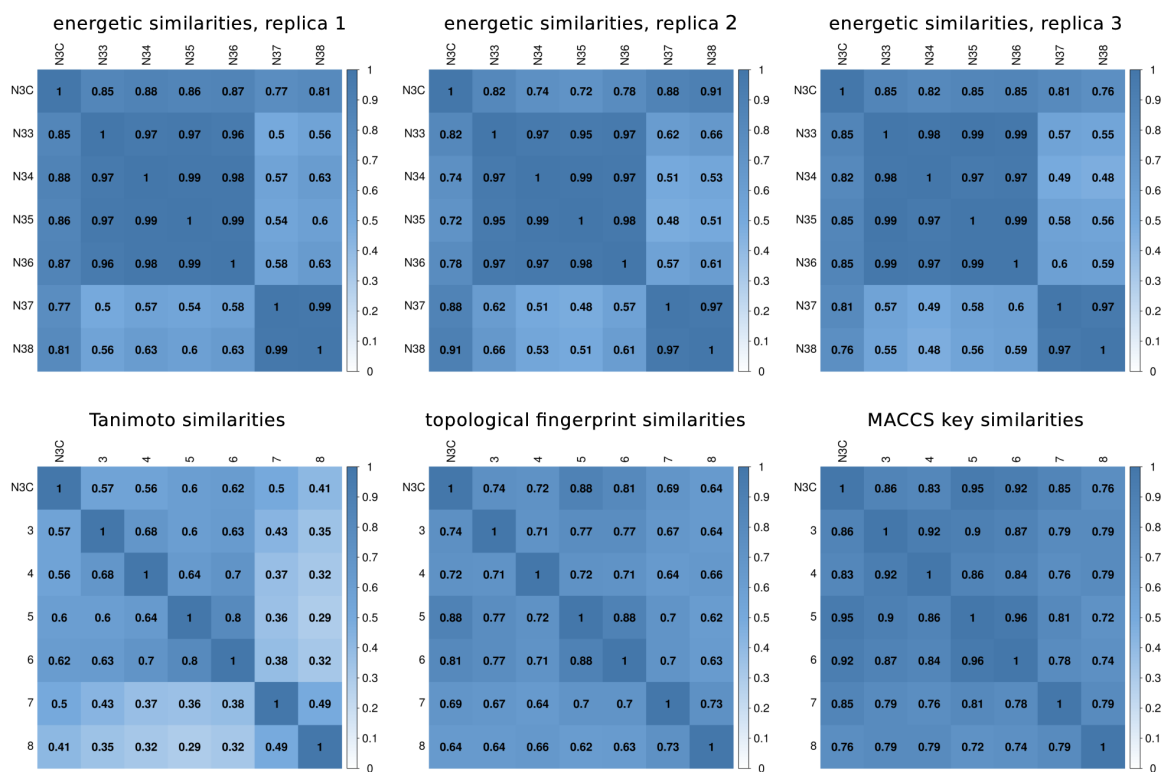 energetic similarities, replica 1
N3C N33 N34 N35 N36 N37 N38
N3C 1 0.85 0.88 0.86 0.87 0.77 0.81
N33 0.85 1 0.97 0.97 0.96 0.5 0.56
N34 0.88 0.97 1 0.99 0.98 0.57 0.63
N35 0.86 0.97 0.99 1 0.99 0.54 0.6
N36 0.87 0.96 0.98 0.99 1 0.58 0.63
N37 0.77 0.5 0.57 0.54 0.58 1 0.99
N38 0.81 0.56 0.63 0.6 0.63 0.99 1
1
0.9
0.8
0.7
0.6
0.5
0.4
0.3
0.2
0.1
0
energetic similarities, replica 2
N3C N33 N34 N35 N36 N37 N38
N3C 1 0.82 0.74 0.72 0.78 0.88 0.91
N33 0.82 1 0.97 0.95 0.97 0.62 0.66
N34 0.74 0.97 1 0.99 0.97 0.51 0.53
N35 0.72 0.95 0.99 1 0.98 0.48 0.51
N36 0.78 0.97 0.97 0.98 1 0.57 0.61
N37 0.88 0.62 0.51 0.48 0.57 1 0.97
N38 0.91 0.66 0.53 0.51 0.61 0.97 1
1
0.9
0.8
0.7
0.6
0.5
0.4
0.3
0.2
0.1
0
energetic similarities, replica 3
N3C N33 N34 N35 N36 N37 N38
N3C 1 0.85 0.82 0.85 0.85 0.81 0.76
N33 0.85 1 0.98 0.99 0.99 0.57 0.55
N34 0.82 0.98 1 0.97 0.97 0.49 0.48
N35 0.85 0.99 0.97 1 0.99 0.58 0.56
N36 0.85 0.99 0.97 0.99 1 0.6 0.59
N37 0.81 0.57 0.49 0.58 0.6 1 0.97
N38 0.76 0.55 0.48 0.56 0.59 0.97 1
1
0.9
0.8
0.7
0.6
0.5
0.4
0.3
0.2
0.1
0
Tanimoto similarities
N3C 3 4 5 6 7 8
N3C 1 0.57 0.56 0.6 0.62 0.5 0.41
3 0.57 1 0.68 0.6 0.63 0.43 0.35
4 0.56 0.68 1 0.64 0.7 0.37 0.32
5 0.6 0.6 0.64 1 0.8 0.36 0.29
6 0.62 0.63 0.7 0.8 1 0.38 0.32
7 0.5 0.43 0.37 0.36 0.38 1 0.49
8 0.41 0.35 0.32 0.29 0.32 0.49 1
1
0.9
0.8
0.7
0.6
0.5
0.4
0.3
0.2
0.1
0
topological fingerprint similarities
N3C 3 4 5 6 7 8
N3C 1 0.74 0.72 0.88 0.81 0.69 0.64
3 0.74 1 0.71 0.77 0.77 0.67 0.64
4 0.72 0.71 1 0.72 0.71 0.64 0.66
5 0.88 0.77 0.72 1 0.88 0.7 0.62
6 0.81 0.77 0.71 0.88 1 0.7 0.63
7 0.69 0.67 0.64 0.7 0.7 1 0.73
8 0.64 0.64 0.66 0.62 0.63 0.73 1
1
0.9
0.8
0.7
0.6
0.5
0.4
0.3
0.2
0.1
0
MACCS key similarities
N3C 3 4 5 6 7 8
N3C 1 0.86 0.83 0.95 0.92 0.85 0.76
3 0.86 1 0.92 0.9 0.87 0.79 0.79
4 0.83 0.92 1 0.86 0.84 0.76 0.79
5 0.95 0.9 0.86 1 0.96 0.81 0.72
6 0.92 0.87 0.84 0.96 1 0.78 0.74
7 0.85 0.79 0.76 0.81 0.78 1 0.79
8 0.76 0.79 0.79 0.72 0.74 0.79 1
1
0.9
0.8
0.7
0.6
0.5
0.4
0.3
0.2
0.1
0